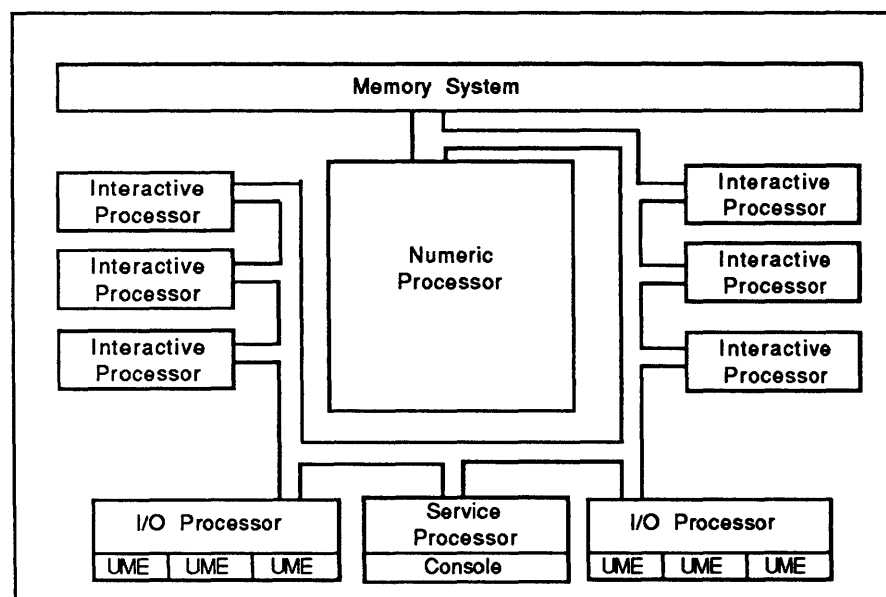 Memory System
Interactive
Processor
Interactive
Processor
Interactive
Processor
Numeric
Processor
Interactive
Processor
Interactive
Processor
Interactive
Processor
I/O Processor
UME UME UME
Service
Processor
Console
I/O Processor
UME UME UME